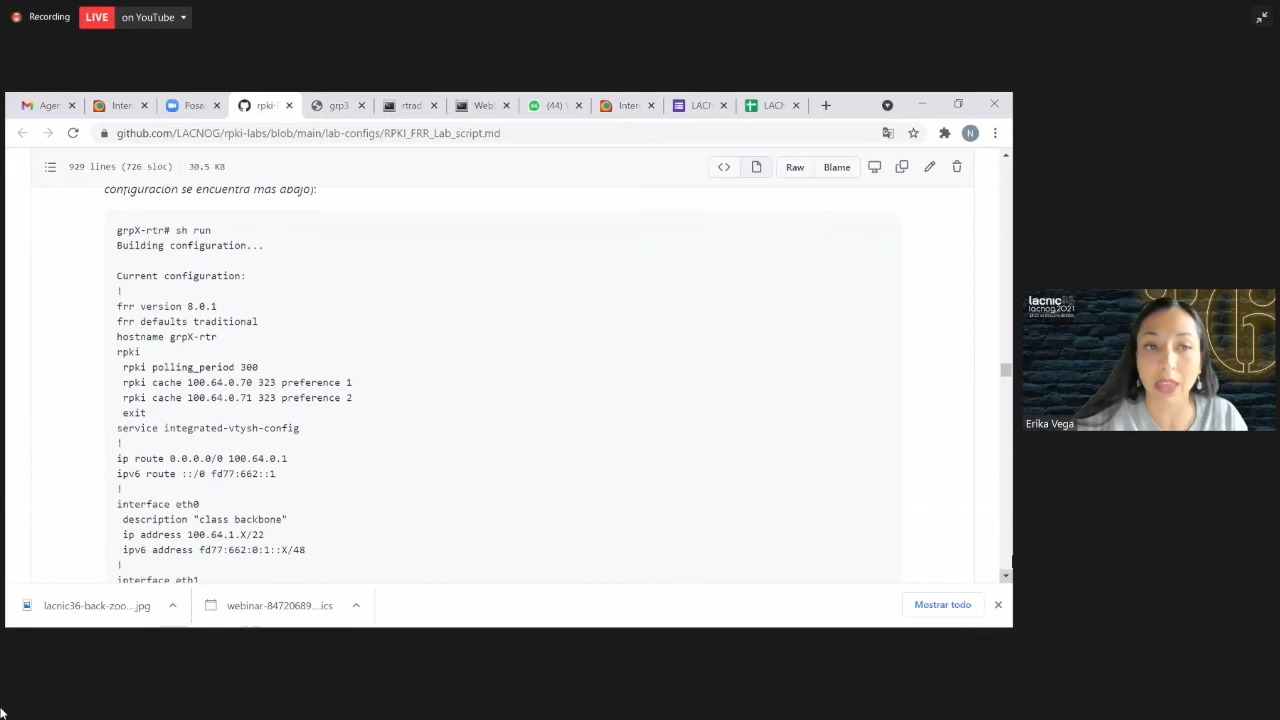 Recording
LIVE on YouTube
Agen
Inter
Posa
rpki-l
grp3
rtrad
Webl
(44) \
Inter
LACN
LACN
github.com/LACNOG/rpki-labs/blob/main/lab-configs/RPKI_FRR_Lab_script.md
N
929 lines (726 sloc)
30.5 KB
Raw
Blame
configuración se encuentra más abajo):
grpX-rtr# sh run
Building configuration...
Current configuration:
!
frr version 8.0.1
frr defaults traditional
hostname grpX-rtr
rpki
rpki polling_period 300
rpki cache 100.64.0.70 323 preference 1
rpki cache 100.64.0.71 323 preference 2
exit
service integrated-vtysh-config
!
ip route 0.0.0.0/0 100.64.0.1
ipv6 route ::/0 fd77:662::1
!
interface eth0
description "class backbone"
ip address 100.64.1.X/22
ipv6 address fd77:662:0:1::X/48
!
interface eth1
lacnic36-back-zoo....jpg
webinar-84720689....ics
Mostrar todo
lacnic36
lacnog2021
Erika Vega